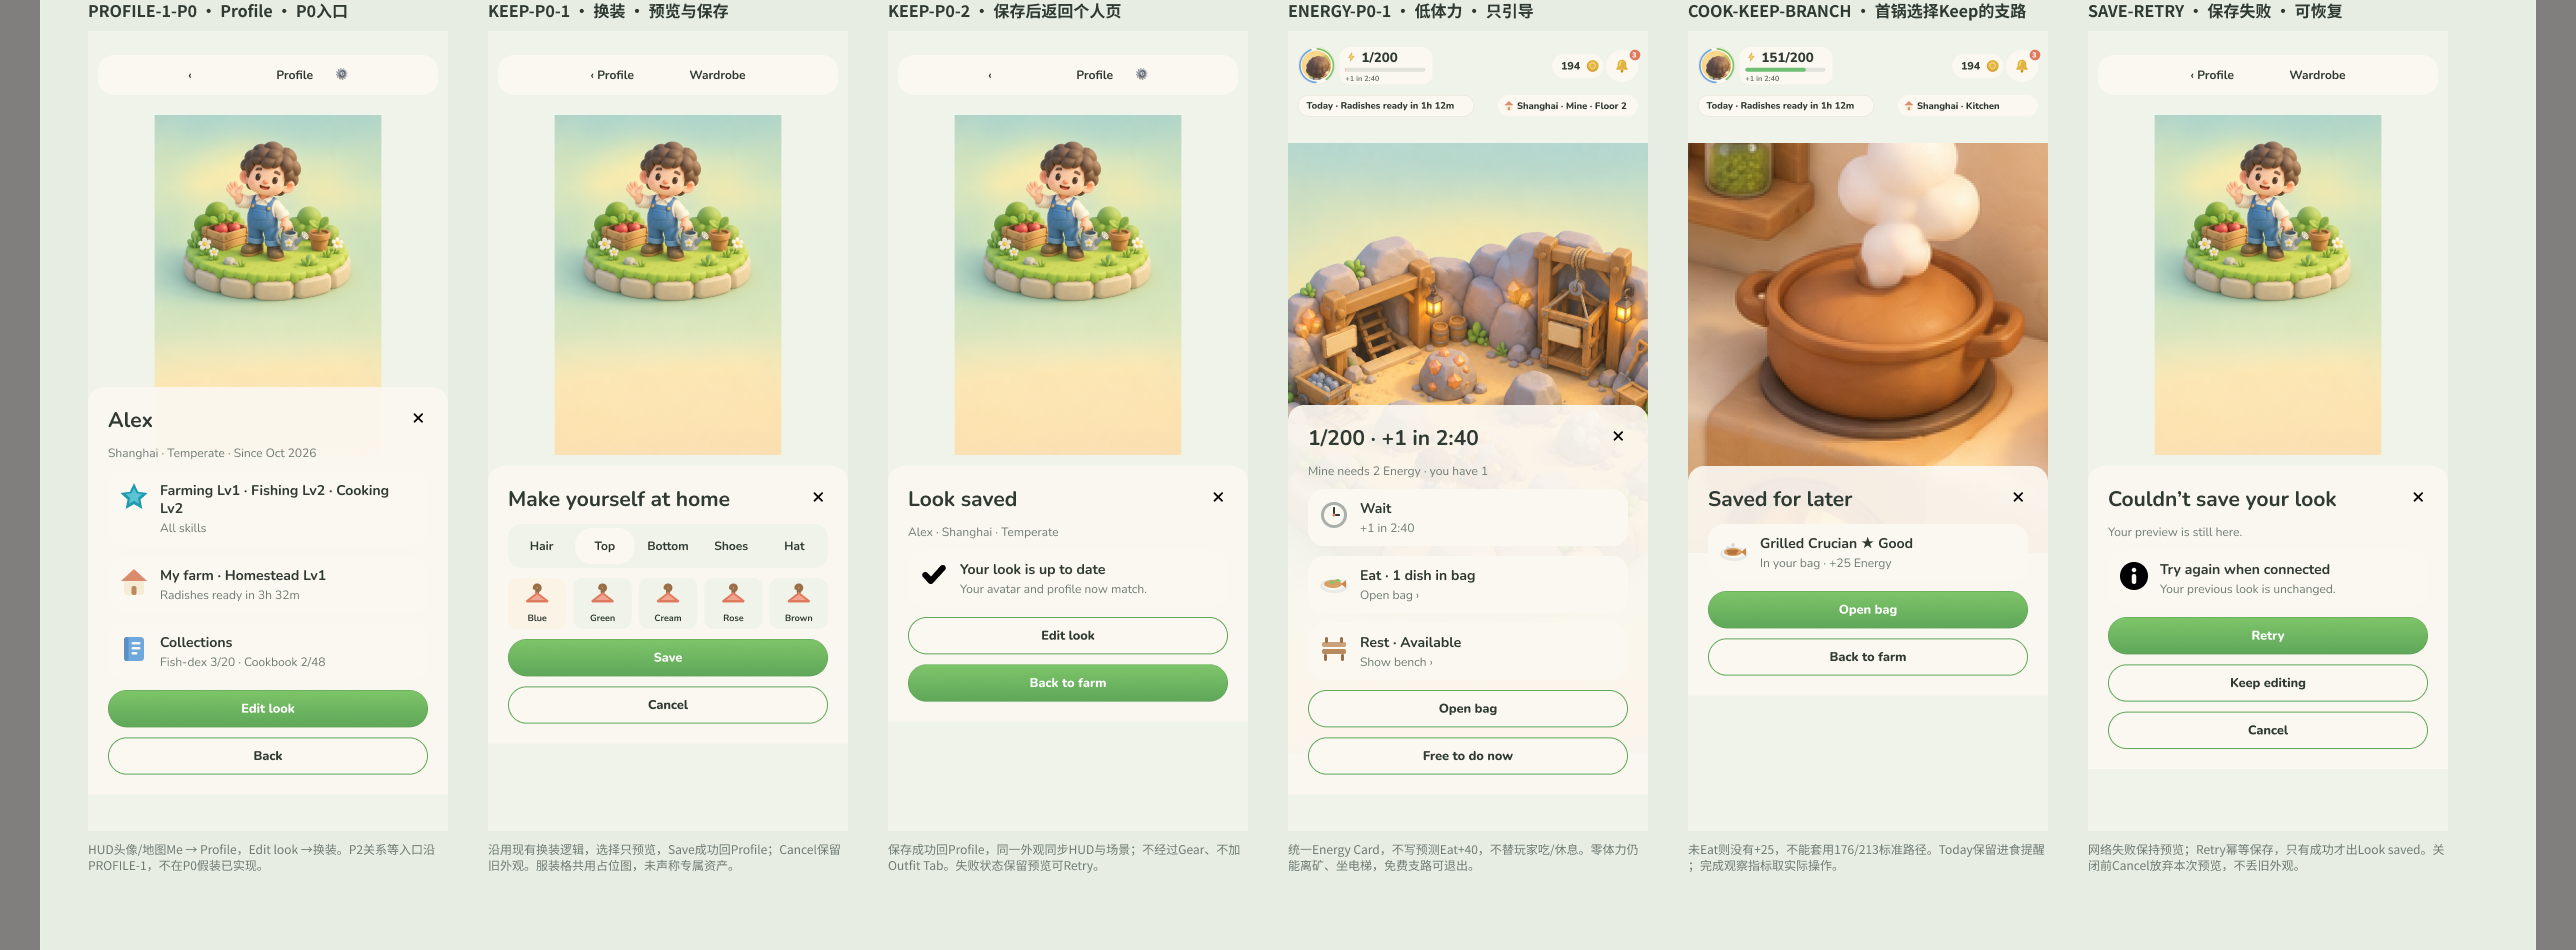 PROFILE-1-P0 • Profile • P0入口
‹
Profile
Alex
Shanghai · Temperate · Since Oct 2026
Farming Lv1 · Fishing Lv2 · Cooking
Lv2
All skills
My farm · Homestead Lv1
Radishes ready in 3h 32m
Collections
Fish-dex 3/20 · Cookbook 2/48
Edit look
Back
HUD头像/地图Me → Profile，Edit look →换装。P2关系等入口沿
PROFILE-1，不在P0假装已实现。
KEEP-P0-1 • 换装 • 预览与保存
‹ Profile
Wardrobe
Make yourself at home
Hair
Top
Bottom
Shoes
Hat
Blue
Green
Cream
Rose
Brown
Save
Cancel
沿用现有换装逻辑，选择只预览，Save成功回Profile；Cancel保留
旧外观。服装格共用占位图，未声称专属资产。
KEEP-P0-2 • 保存后返回个人页
‹
Profile
Look saved
Alex · Shanghai · Temperate
Your look is up to date
Your avatar and profile now match.
Edit look
Back to farm
保存成功回Profile，同一外观同步HUD与场景；不经过Gear、不加
Outfit Tab。失败状态保留预览可Retry。
ENERGY-P0-1 • 低体力 • 只引导
1/200
+1 in 2:40
194
3
Today · Radishes ready in 1h 12m
Shanghai · Mine · Floor 2
1/200 · +1 in 2:40
Mine needs 2 Energy · you have 1
Wait
+1 in 2:40
Eat · 1 dish in bag
Open bag ›
Rest · Available
Show bench ›
Open bag
Free to do now
统一Energy Card，不写预测Eat+40，不替玩家吃/休息。零体力仍
能离矿、坐电梯，免费支路可退出。
COOK-KEEP-BRANCH • 首锅选择Keep的支路
151/200
+1 in 2:40
194
3
Today · Radishes ready in 1h 12m
Shanghai · Kitchen
Saved for later
Grilled Crucian ★ Good
In your bag · +25 Energy
Open bag
Back to farm
未Eat则没有+25，不能套用176/213标准路径。Today保留进食提醒
；完成观察指标取实际操作。
SAVE-RETRY • 保存失败 • 可恢复
‹ Profile
Wardrobe
Couldn’t save your look
Your preview is still here.
Try again when connected
Your previous look is unchanged.
Retry
Keep editing
Cancel
网络失败保持预览；Retry幂等保存，只有成功才出Look saved。关
闭前Cancel放弃本次预览，不丢旧外观。